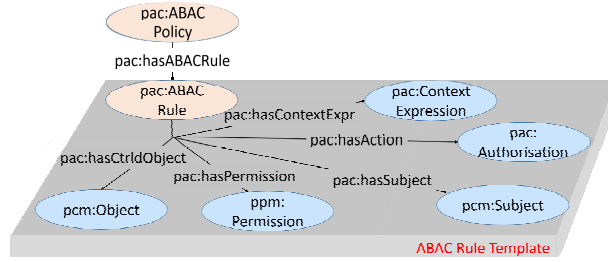 pac:ABAC
Policy
pac:hasABACRule
pac:ABAC
Rule
pac:Context
Expression
pac:hasContextExpr
pac:hasAction
pac:
Authorisation
pac:hasCtrldObject
pac:hasPermission
pac:hasSubject
pcm:Object
ppm:
Permission
pcm:Subject
ABAC Rule Template